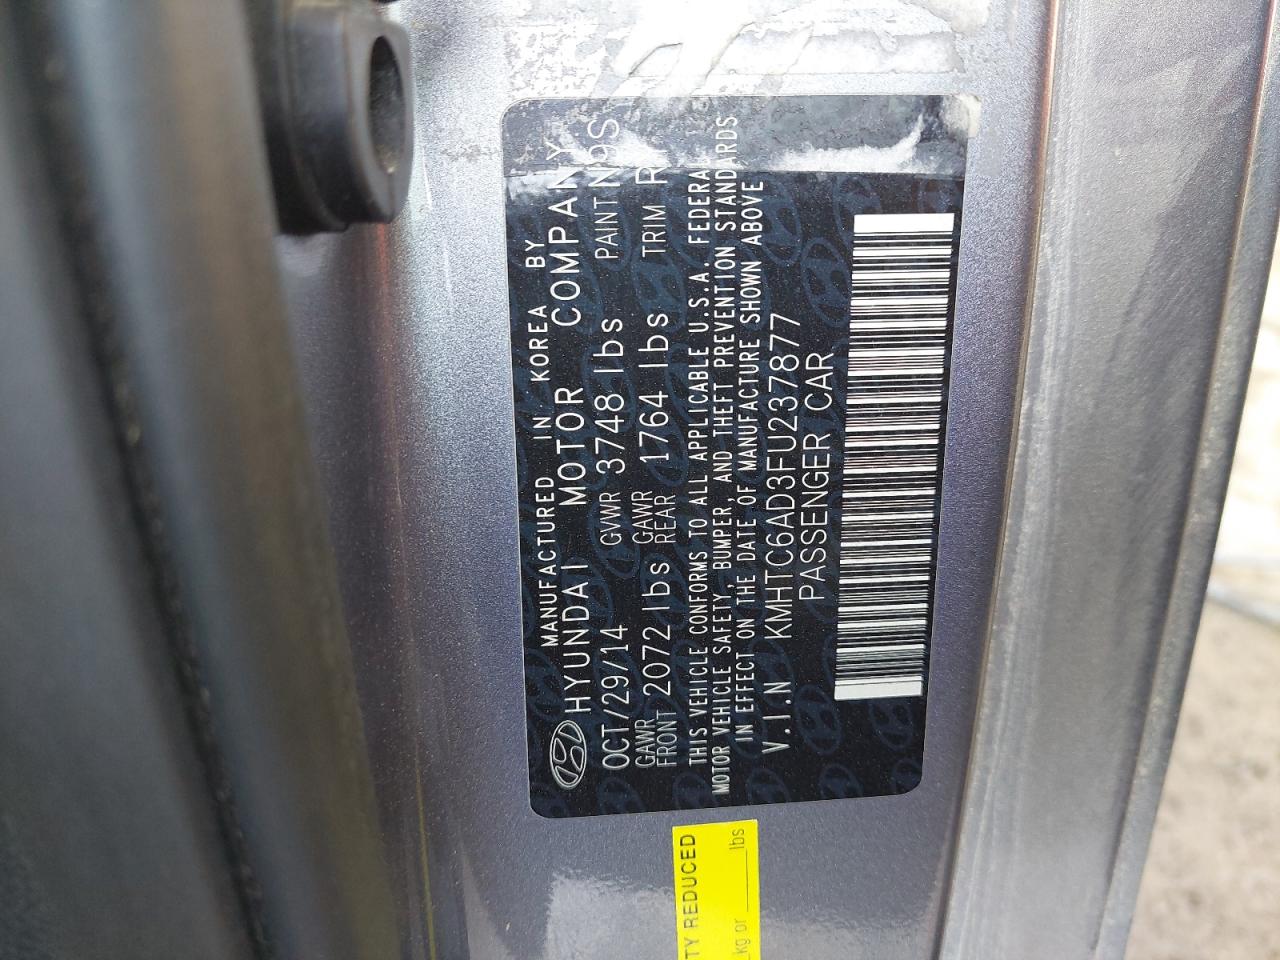 MANUFACTURED IN KOREA BY
HYUNDAI MOTOR COMPANY
OCT/29/14 GVWR 3748 lbs PAINT N9S
GAWR FRONT 2072 lbs GAWR REAR 1764 lbs TRIM R
THIS VEHICLE CONFORMS TO ALL APPLICABLE U.S.A. FEDERAL
MOTOR VEHICLE SAFETY, BUMPER, AND THEFT PREVENTION STANDARDS
IN EFFECT ON THE DATE OF MANUFACTURE SHOWN ABOVE
V.I.N KMHTC6AD3FU237877
PASSENGER CAR
TY REDUCED
kg or lbs